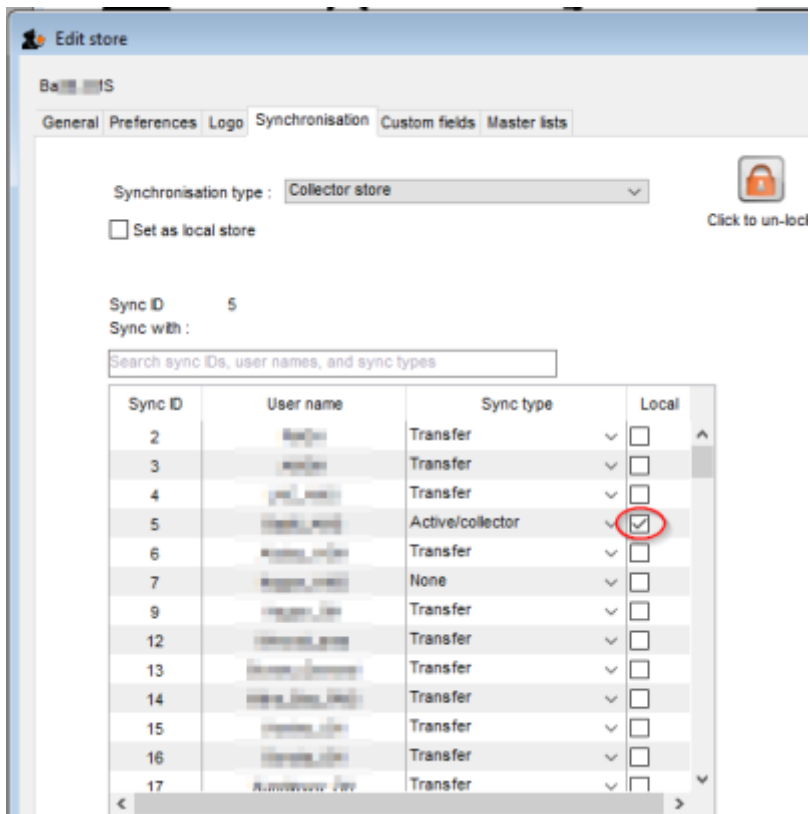 Edit store
General Preferences Logo Synchronisation Custom fields Master lists
Synchronisation type : Collector store
Set as local store
Click to un-lock
Sync ID 5
Sync with :
Search sync IDs, user names, and sync types
Sync ID User name Sync type Local
2 Transfer
3 Transfer
4 Transfer
5 Active/collector
6 Transfer
7 None
9 Transfer
12 Transfer
13 Transfer
14 Transfer
15 Transfer
16 Transfer
17 Transfer